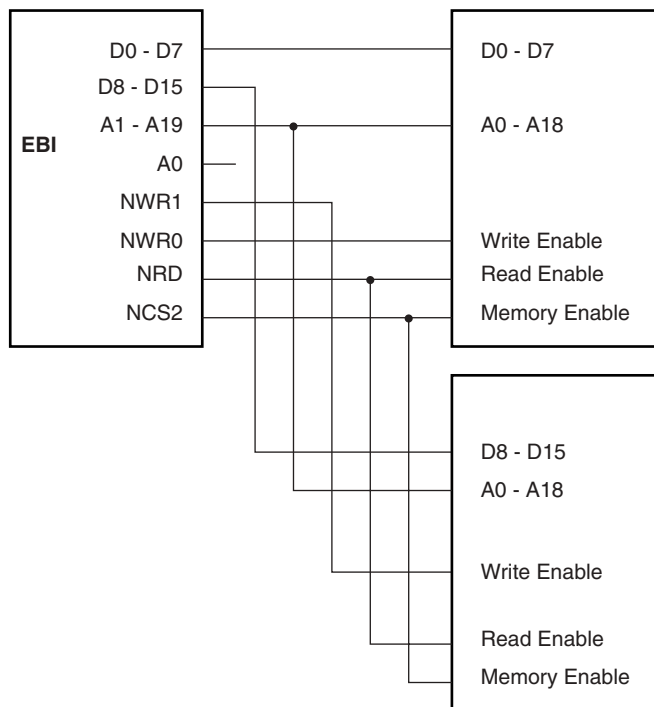 D0 - D7
D8 - D15
A1 - A19
EBI
A0
NWR1
NWR0
NRD
NCS2
D0 - D7
A0 - A18
Write Enable
Read Enable
Memory Enable
D8 - D15
A0 - A18
Write Enable
Read Enable
Memory Enable